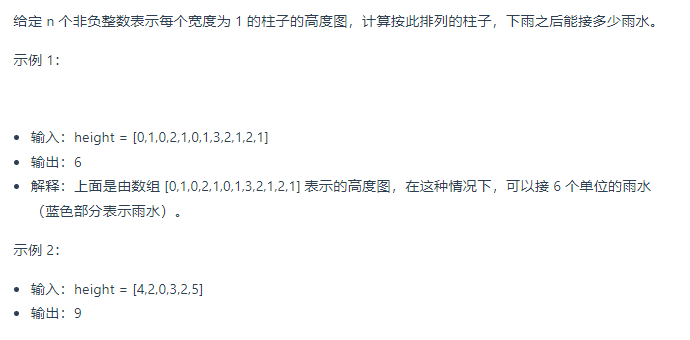 给定 n 个非负整数表示每个宽度为 1 的柱子的高度图，计算按此排列的柱子，下雨之后能接多少雨水。
示例 1：
• 输入：height = [0,1,0,2,1,0,1,3,2,1,2,1]
• 输出：6
• 解释：上面是由数组 [0,1,0,2,1,0,1,3,2,1,2,1] 表示的高度图，在这种情况下，可以接 6 个单位的雨水
（蓝色部分表示雨水）。
示例 2：
• 输入：height = [4,2,0,3,2,5]
• 输出：9